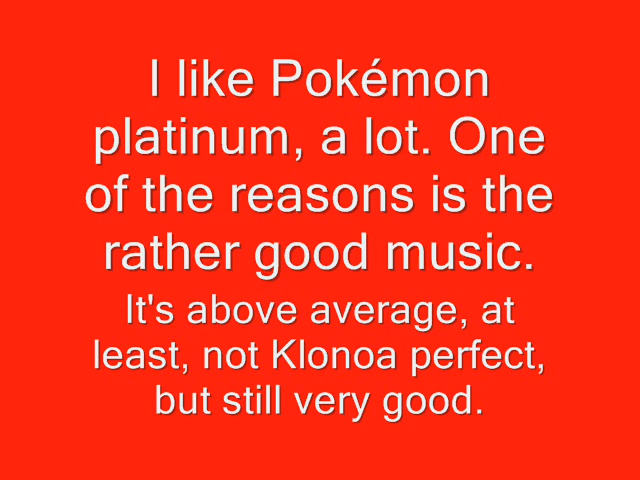 I like Pokémon
platinum, a lot. One
of the reasons is the
rather good music.
It's above average, at
least, not Klonoa perfect,
but still very good.